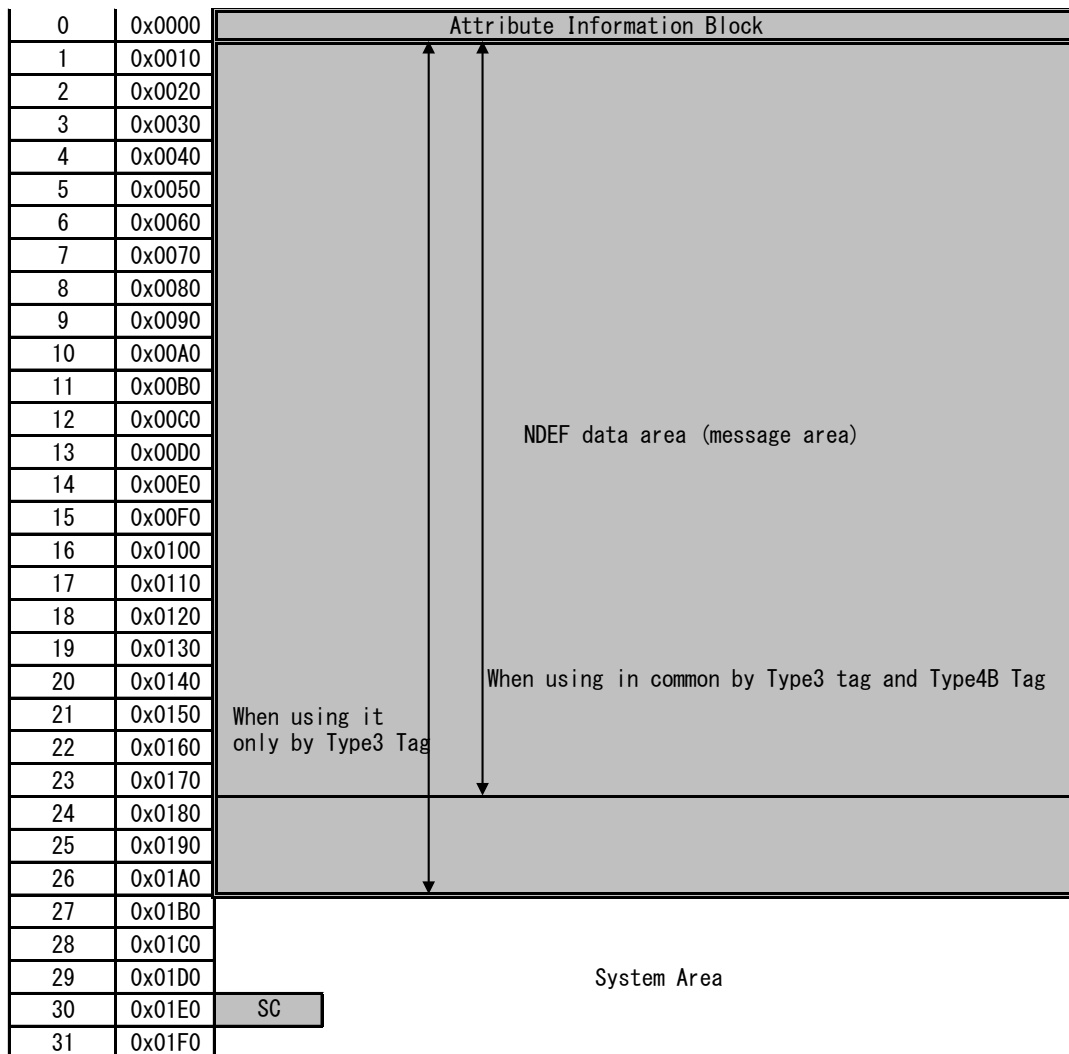 0 0x0000 Attribute Information Block
1 0x0010
2 0x0020
3 0x0030
4 0x0040
5 0x0050
6 0x0060
7 0x0070
8 0x0080
9 0x0090
10 0x00A0
11 0x00B0
12 0x00C0
NDEF data area (message area)
13 0x00D0
14 0x00E0
15 0x00F0
16 0x0100
17 0x0110
18 0x0120
19 0x0130
20 0x0140 When using in common by Type3 tag and Type4B Tag
21 0x0150 When using it
22 0x0160 only by Type3 Tag
23 0x0170
24 0x0180
25 0x0190
26 0x01A0
27 0x01B0
28 0x01C0
29 0x01D0 System Area
30 0x01E0 SC
31 0x01F0